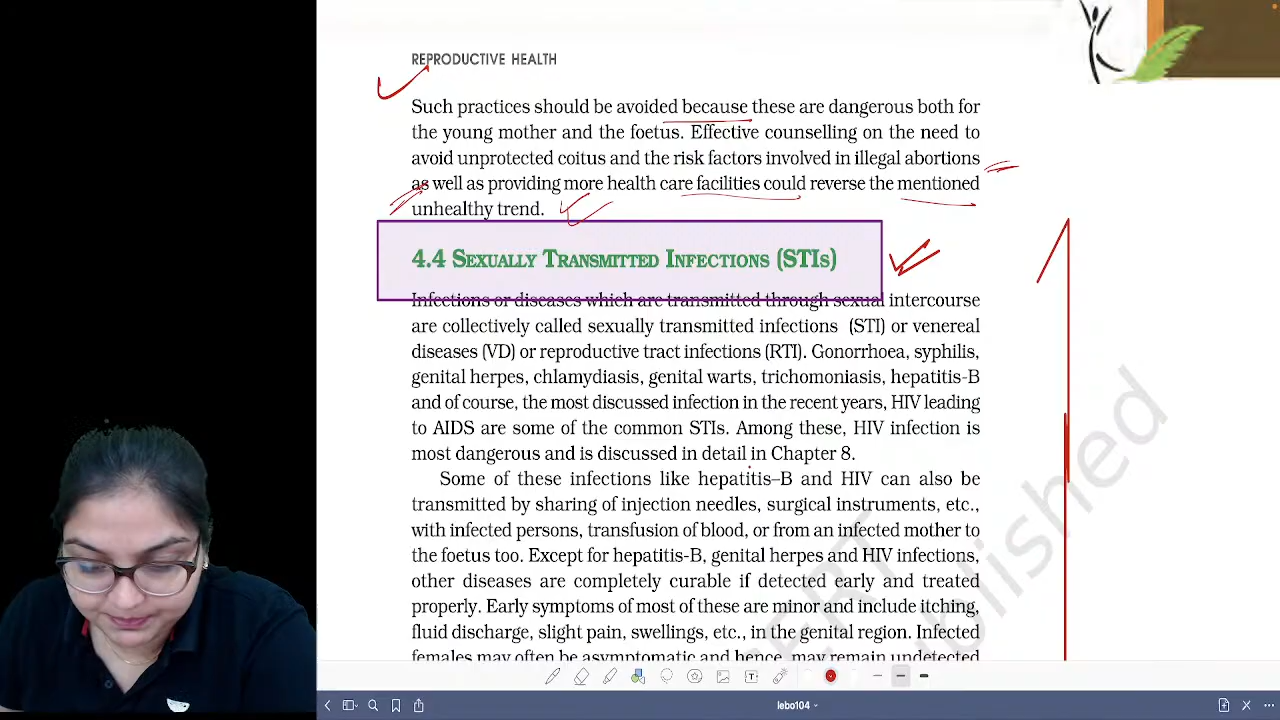 REPRODUCTIVE HEALTH
Such practices should be avoided because these are dangerous both for
the young mother and the foetus. Effective counselling on the need to
avoid unprotected coitus and the risk factors involved in illegal abortions
as well as providing more health care facilities could reverse the mentioned
unhealthy trend.
4.4 SEXUALLY TRANSMITTED INFECTIONS (STIS)
Infections or diseases which are transmitted through sexual intercourse
are collectively called sexually transmitted infections (STI) or venereal
diseases (VD) or reproductive tract infections (RTI). Gonorrhoea, syphilis,
genital herpes, chlamydiasis, genital warts, trichomoniasis, hepatitis-B
and of course, the most discussed infection in the recent years, HIV leading
to AIDS are some of the common STIs. Among these, HIV infection is
most dangerous and is discussed in detail in Chapter 8.
Some of these infections like hepatitis–B and HIV can also be
transmitted by sharing of injection needles, surgical instruments, etc.,
with infected persons, transfusion of blood, or from an infected mother to
the foetus too. Except for hepatitis-B, genital herpes and HIV infections,
other diseases are completely curable if detected early and treated
properly. Early symptoms of most of these are minor and include itching,
fluid discharge, slight pain, swellings, etc., in the genital region. Infected
females may often be asymptomatic and hence, may remain undetected
lebo104